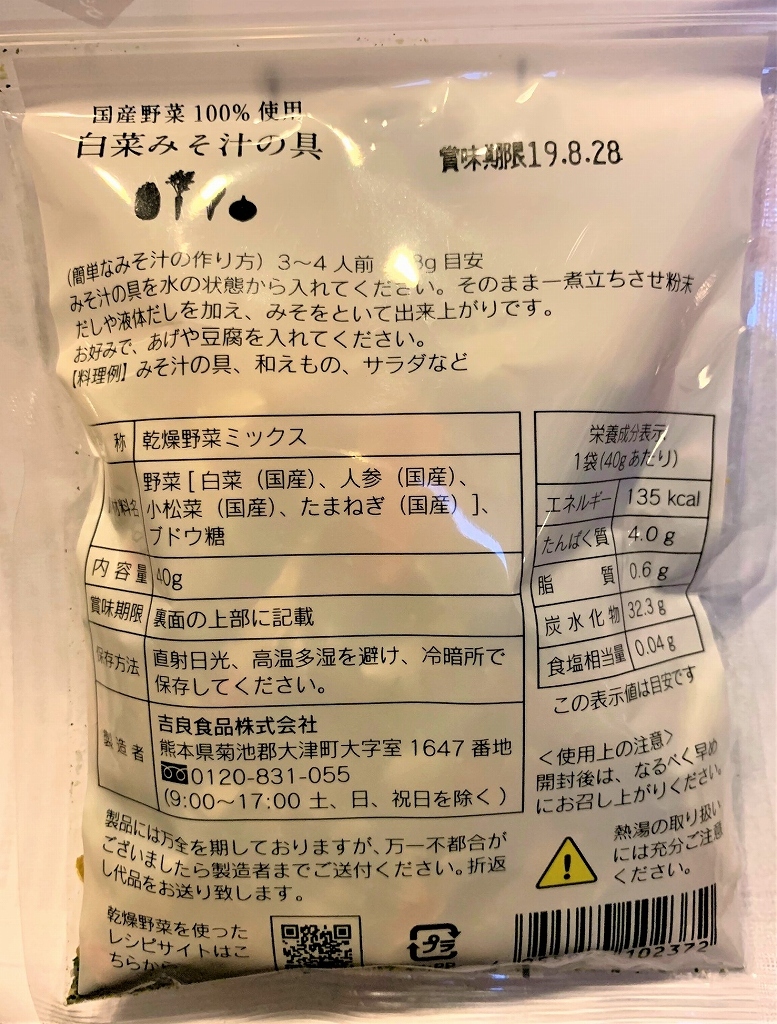 国産野菜 100% 使用
白菜みそ汁の具
賞味期限19.8.28
(簡単なみそ汁の作り方) 3〜4 人前 8g 目安
みそ汁の具を水の状態から入れてください。そのまま一煮立ちさせ粉末
だしや液体だしを加え、みそをといて出来上がりです。
お好みで、あげや豆腐を入れてください。
【料理例】みそ汁の具、和えもの、サラダなど
称 乾燥野菜ミックス
材料名 野菜 [ 白菜 (国産)、人参 (国産)、
小松菜 (国産)、たまねぎ (国産) ]、
ブドウ糖
内容量 40g
賞味期限 裏面の上部に記載
保存方法 直射日光、高温多湿を避け、冷暗所で
保存してください。
製造者 吉良食品株式会社
熊本県菊池郡大津町大字室 1647 番地
0120-831-055
(9:00〜17:00 土、日、祝日を除く)
栄養成分表示
1袋(40gあたり)
エネルギー 135 kcal
たんぱく質 4.0 g
脂質 0.6 g
炭水化物 32.3 g
食塩相当量 0.04 g
この表示値は目安です
<使用上の注意>
開封後は、なるべく早め
にお召し上がりください。
熱湯の取り扱い
には充分ご注意
ください。
製品には万全を期しておりますが、万一不都合が
ございましたら製造者までご送付ください。折返
し代品をお送り致します。
乾燥野菜を使った
レシピサイトはこ
ちらから
プラ
102372